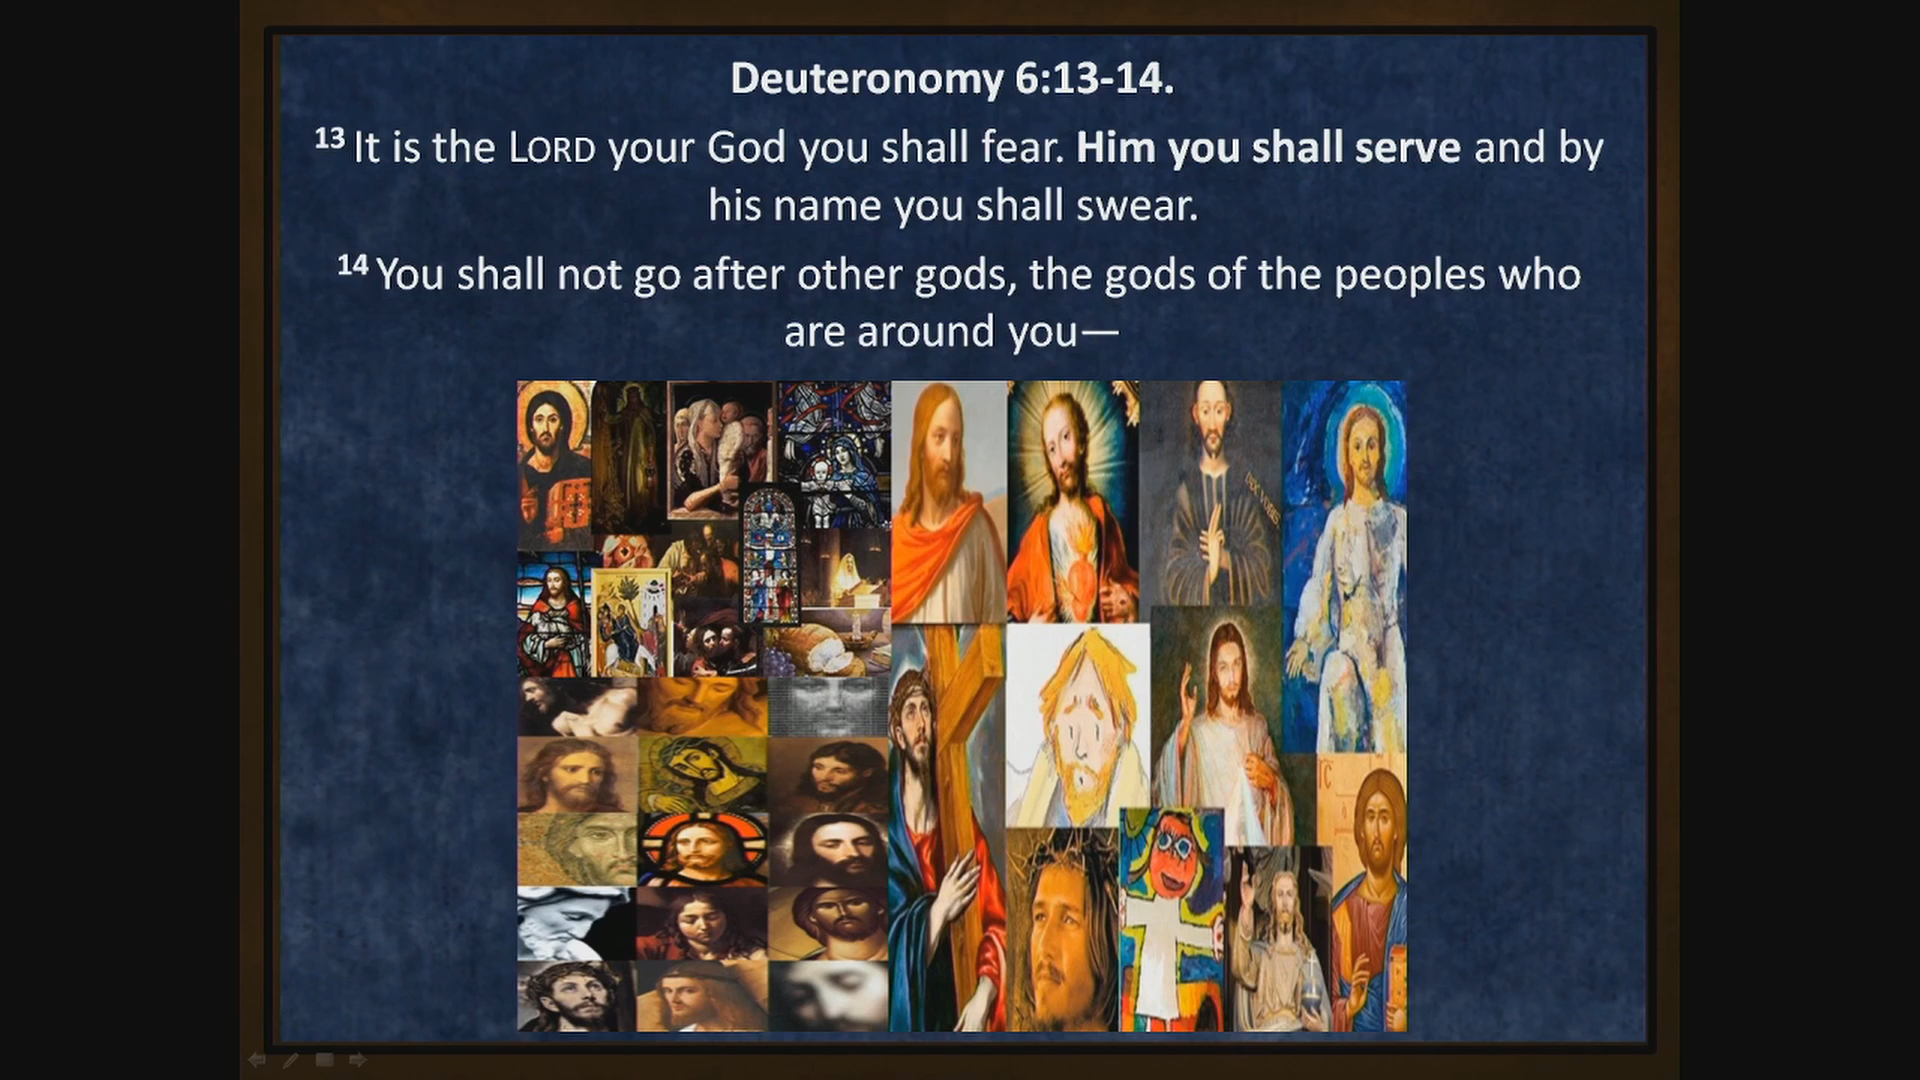 Deuteronomy 6:13-14.
13 It is the LORD your God you shall fear. Him you shall serve and by
his name you shall swear.
14 You shall not go after other gods, the gods of the peoples who
are around you—